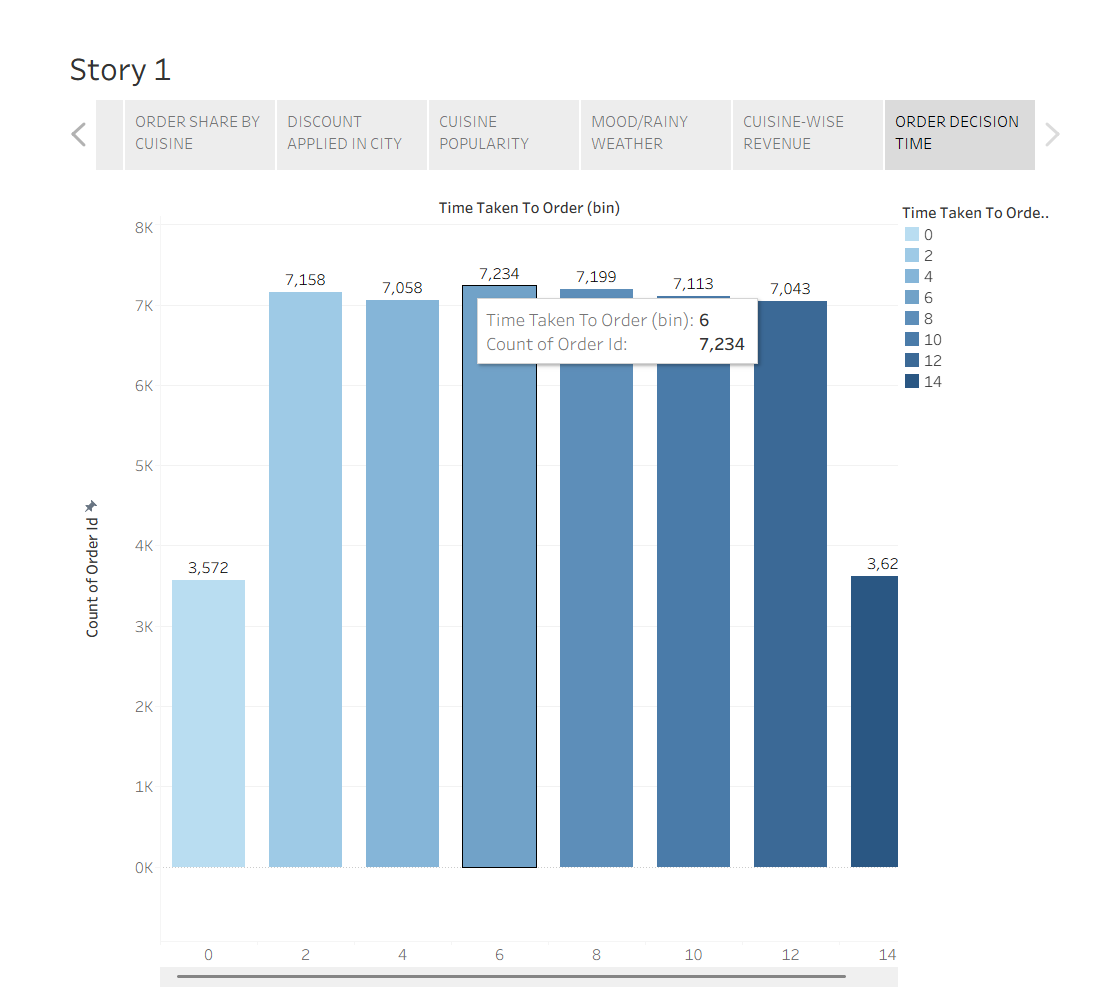 Story 1
ORDER SHARE BY
CUISINE
DISCOUNT
APPLIED IN CITY
CUISINE
POPULARITY
MOOD/RAINY
WEATHER
CUISINE-WISE
REVENUE
ORDER DECISION
TIME
Time Taken To Order (bin)
Time Taken To Orde..
0
2
4
6
8
10
12
14
8K
7K
6K
5K
4K
3K
2K
1K
0K
Count of Order Id
3,572
7,158
7,058
7,234
7,199
7,113
7,043
3,62
Time Taken To Order (bin): 6
Count of Order Id: 7,234
0 2 4 6 8 10 12 14